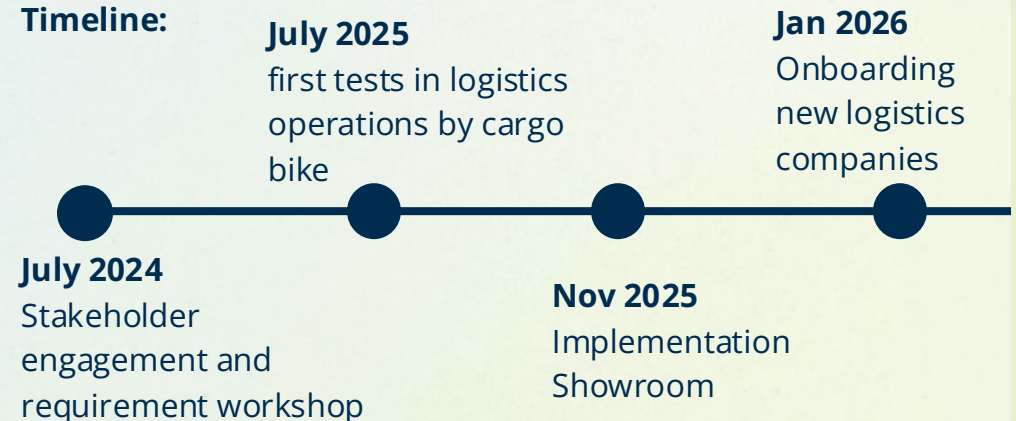 Timeline:
July 2025
first tests in logistics
operations by cargo
bike
Jan 2026
Onboarding
new logistics
companies
July 2024
Stakeholder
engagement and
requirement workshop
Nov 2025
Implementation
Showroom